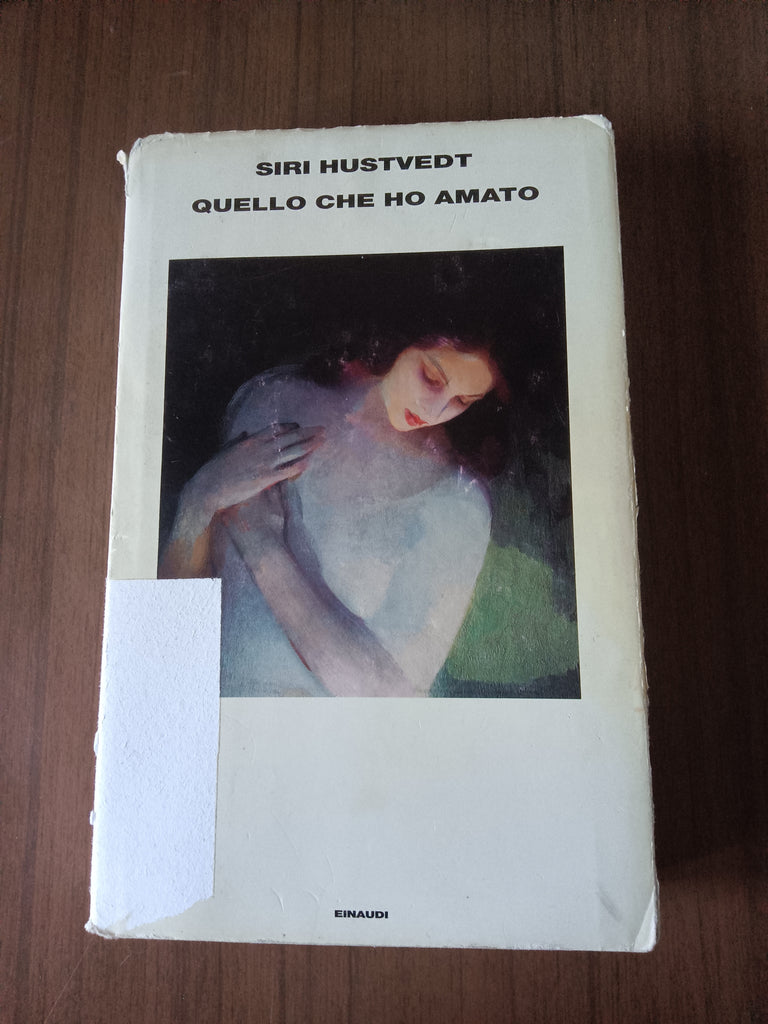 SIRI HUSTVEDT
QUELLO CHE HO AMATO
EINAUDI